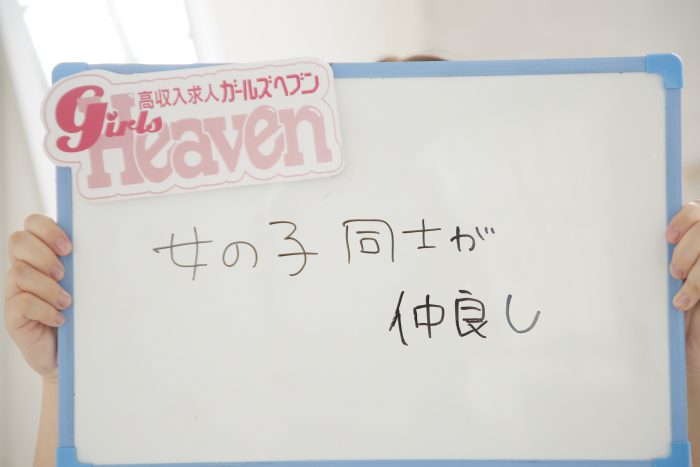 高収入求人ガールズヘブン
Girls
Heaven
女の子同士が
仲良し